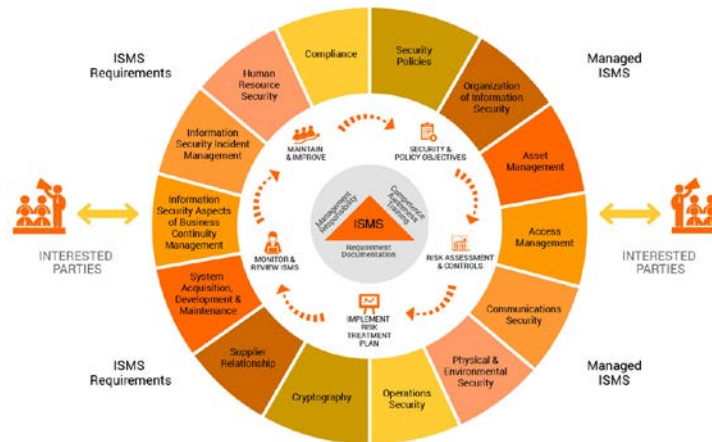 ISMS
Requirements
Managed
ISMS
Compliance
Security
Policies
Organization
of Information
Security
Asset
Management
Access
Management
Communications
Security
Physical &
Environmental
Security
Operations
Security
Cryptography
Supplier
Relationship
System
Acquisition,
Development &
Maintenance
Information
Security Aspects
of Business
Continuity
Management
Information
Security Incident
Management
Human
Resource
Security
MAINTAIN
& IMPROVE
SECURITY &
POLICY OBJECTIVES
RISK ASSESSMENT
& CONTROLS
IMPLEMENT
RISK
TREATMENT
PLAN
MONITOR &
REVIEW ISMS
Management
Responsibility
Competence
Awareness
Training
ISMS
Requirement
Documentation
INTERESTED
PARTIES
INTERESTED
PARTIES
ISMS
Requirements
Managed
ISMS